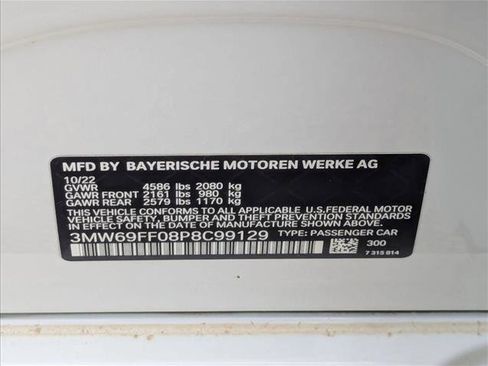 MFD BY BAYERISCHE MOTOREN WERKE AG
10/22
GVWR 4586 lbs 2080 kg
GAWR FRONT 2161 lbs 980 kg
GAWR REAR 2579 lbs 1170 kg
THIS VEHICLE CONFORMS TO ALL APPLICABLE U.S.FEDERAL MOTOR
VEHICLE SAFETY, BUMPER AND THEFT PREVENTION STANDARDS
IN EFFECT ON THE DATE OF MANUFACTURE SHOWN ABOVE.
3MW69FF08P8C99129 TYPE: PASSENGER CAR
300
7 315 814